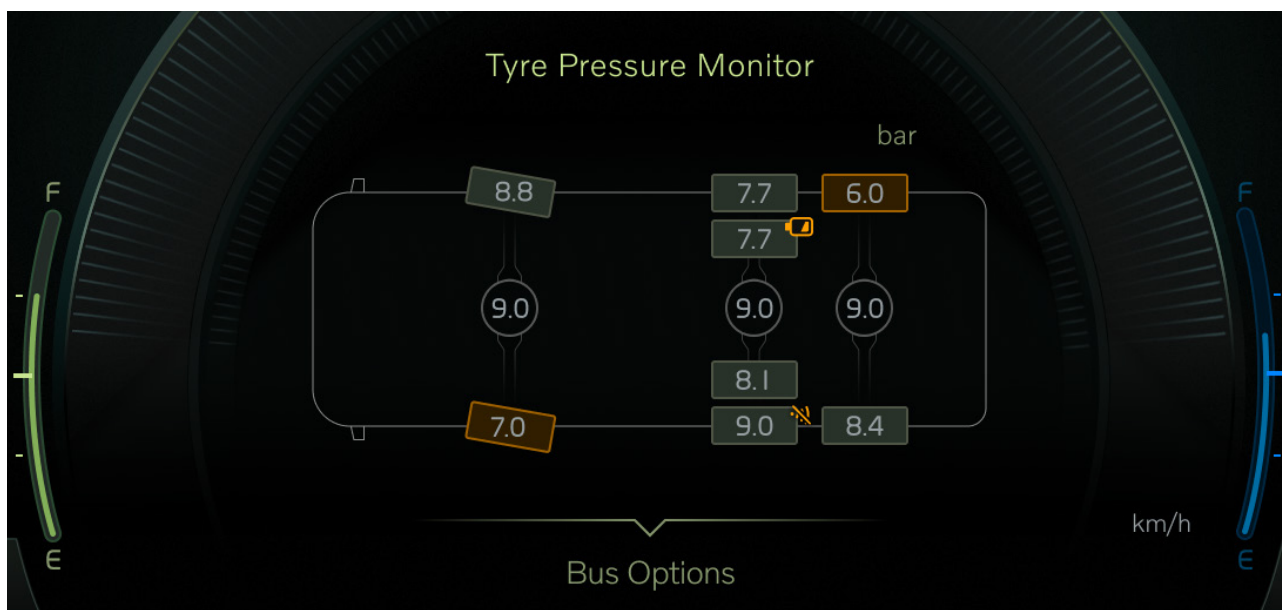 Tyre Pressure Monitor
bar
F
F
8.8
7.7
6.0
7.7
9.0
9.0
9.0
8.1
7.0
9.0
8.4
km/h
E
E
Bus Options